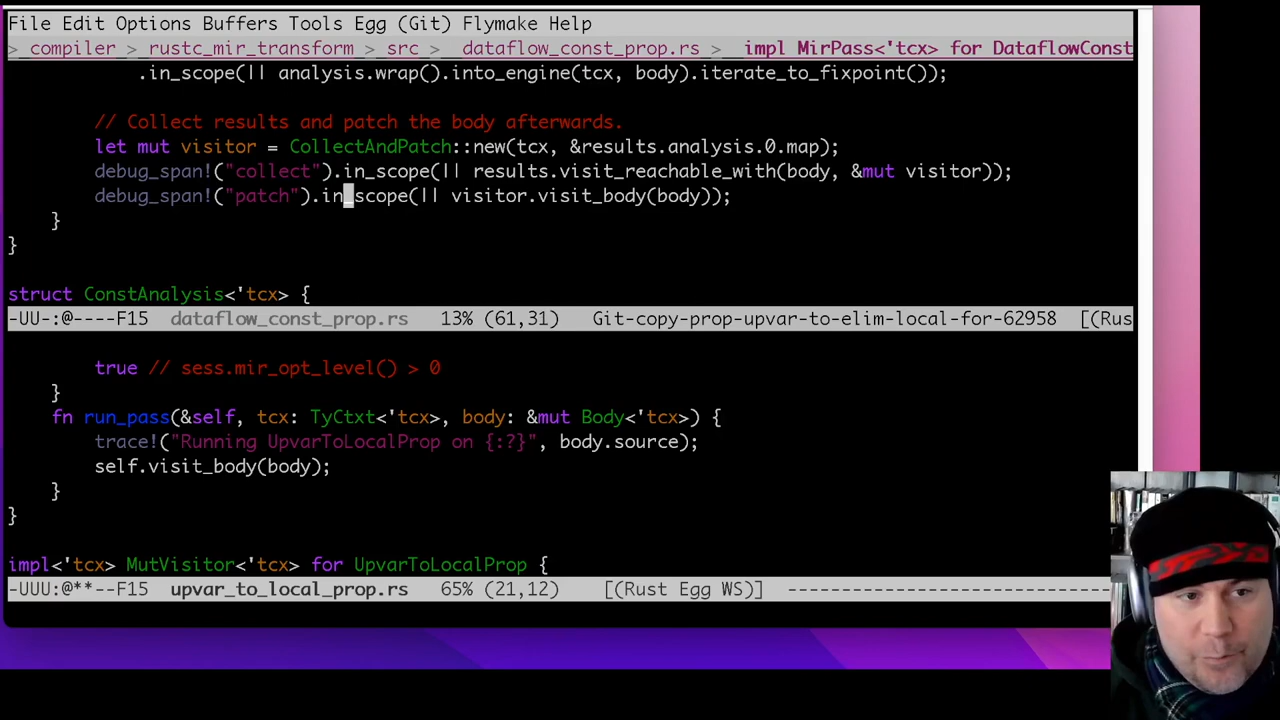 File Edit Options Buffers Tools Egg (Git) Flymake Help
> compiler > rustc_mir_transform > src > dataflow_const_prop.rs > impl MirPass<'tcx> for DataflowConst
.in_scope(|| analysis.wrap().into_engine(tcx, body).iterate_to_fixpoint());
// Collect results and patch the body afterwards.
let mut visitor = CollectAndPatch::new(tcx, &results.analysis.0.map);
debug_span!("collect").in_scope(|| results.visit_reachable_with(body, &mut visitor));
debug_span!("patch").in_scope(|| visitor.visit_body(body));
}
}
struct ConstAnalysis<'tcx> {
-UU-:@----F15 dataflow_const_prop.rs 13% (61,31) Git-copy-prop-upvar-to-elim-local-for-62958 [(Rus
true // sess.mir_opt_level() > 0
}
fn run_pass(&self, tcx: TyCtxt<'tcx>, body: &mut Body<'tcx>) {
trace!("Running UpvarToLocalProp on {:?}", body.source);
self.visit_body(body);
}
}
impl<'tcx> MutVisitor<'tcx> for UpvarToLocalProp {
-UUU:@**--F15 upvar_to_local_prop.rs 65% (21,12) [(Rust Egg WS)] ------------------------------